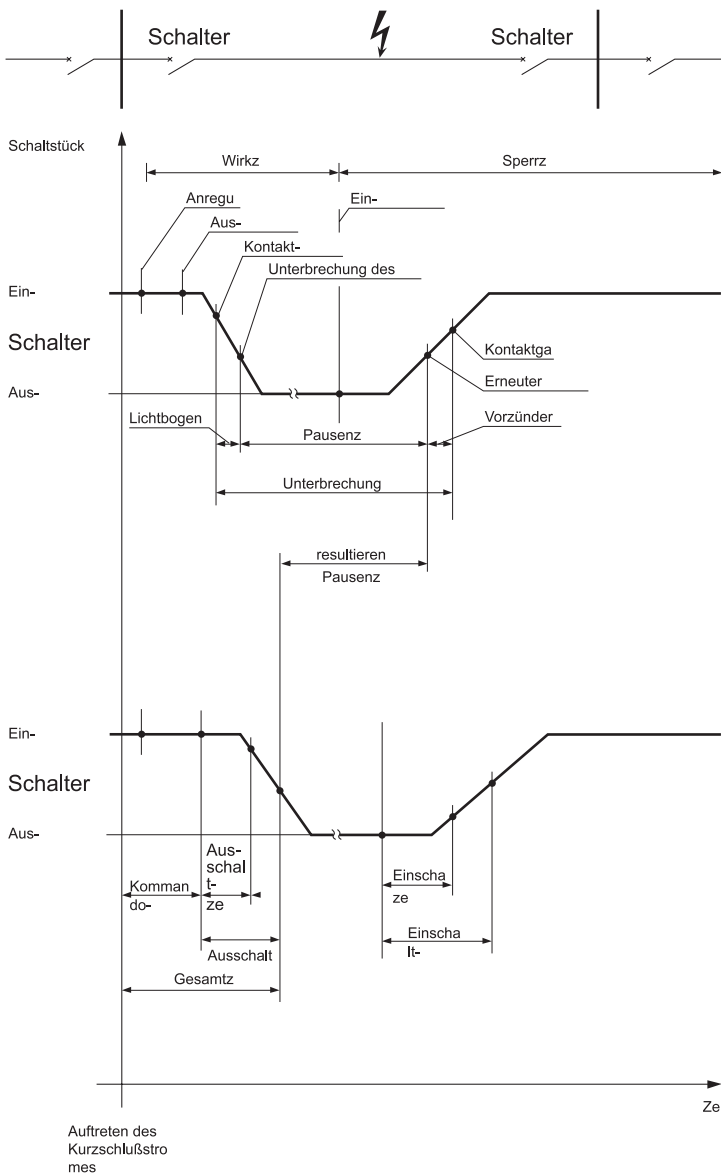 Schalter
Schalter
Schaltstück
Wirkz
Sperrz
Anregu
Ein-
Aus-
Kontakt-
Unterbrechung des
Ein-
Schalter
Kontaktga
Erneuter
Aus-
Lichtbogen
Pausenz
Vorzünder
Unterbrechung
resultieren
Pausenz
Ein-
Schalter
Aus-
Aus-
schal
t-
ze
Komman
do-
Einscha
ze
Ausschalt
Einscha
lt-
Gesamtz
Ze
Auftreten des
Kurzschlußstro
mes